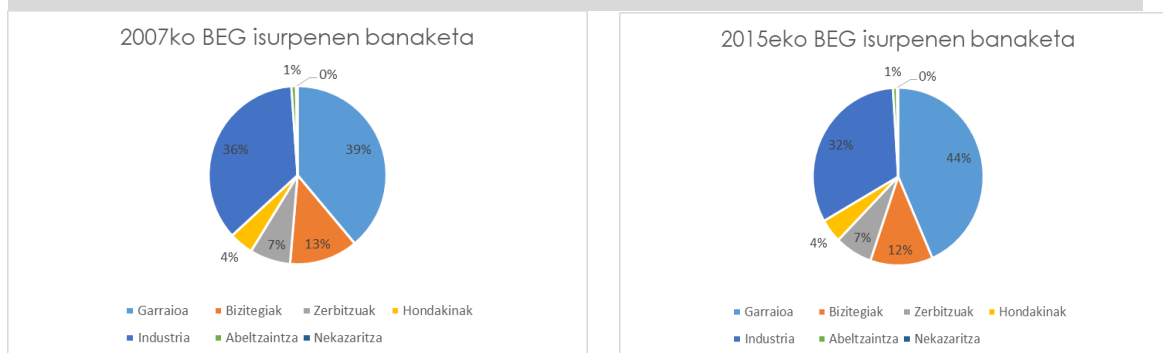 2007ko BEG isurpenen banaketa
1%
0%
36%
39%
4%
7%
13%
Garraioa Bizitegiak Zerbitzuak Hondakinak
Industria Abeltzaintza Nekazaritza
2015eko BEG isurpenen banaketa
1%
0%
32%
44%
4%
7%
12%
Garraioa Bizitegiak Zerbitzuak Hondakinak
Industria Abeltzaintza Nekazaritza